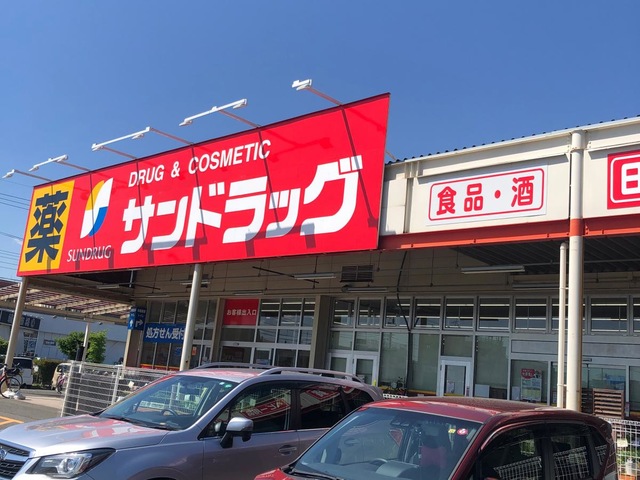 薬
SUNDRUG
DRUG & COSMETIC
サンドラッグ
食品・酒
日
お客様出入口
処方せん受付